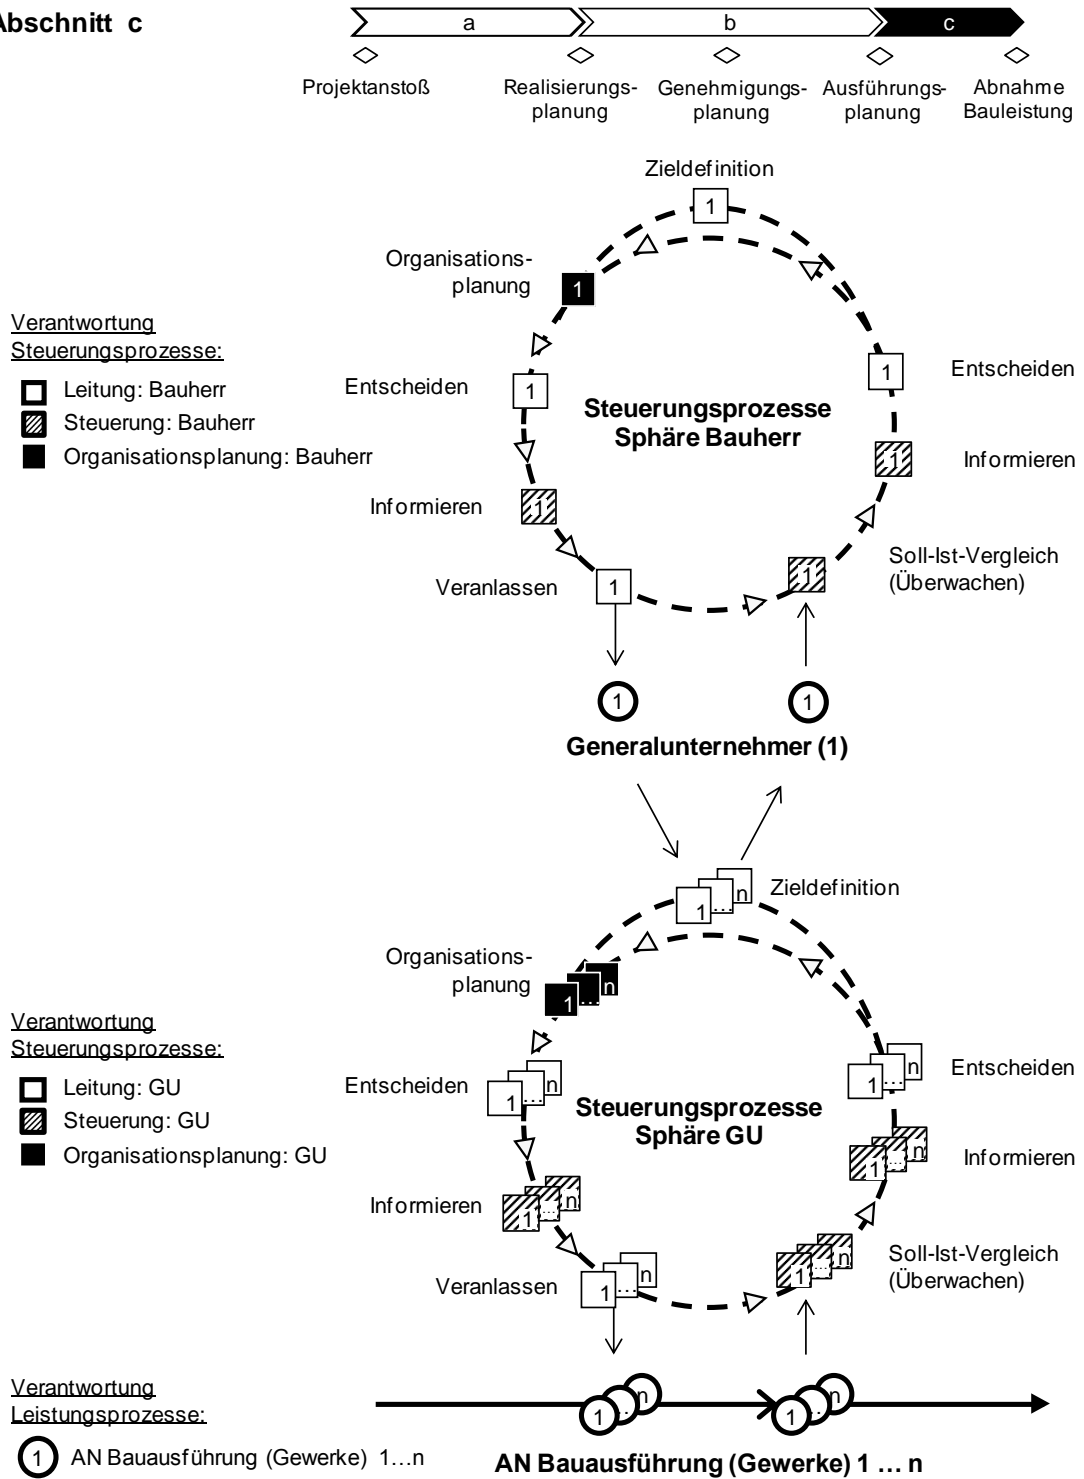 Abschnitt c
a
b
c
Projektanstoß
Realisierungs-
planung
Genehmigungs-
planung
Ausführungs-
planung
Abnahme
Bauleistung
Zieldefinition
1
Organisations-
planung
1
Verantwortung
Steuerungsprozesse:
Leitung: Bauherr
Steuerung: Bauherr
Organisationsplanung: Bauherr
Entscheiden
1
Steuerungsprozesse
Sphäre Bauherr
1
Entscheiden
1
Informieren
Informieren
1
Soll-Ist-Vergleich
(Überwachen)
1
Veranlassen
1
1
1
Generalunternehmer (1)
1 ... n
Zieldefinition
Organisations-
planung
1 ... n
Verantwortung
Steuerungsprozesse:
Leitung: GU
Steuerung: GU
Organisationsplanung: GU
Entscheiden
1 ... n
Steuerungsprozesse
Sphäre GU
1 ... n
Entscheiden
1 ... n
Informieren
Informieren
1 ... n
Soll-Ist-Vergleich
(Überwachen)
1 ... n
Veranlassen
1 ... n
Verantwortung
Leistungsprozesse:
1 ... n
1 ... n
1 AN Bauausführung (Gewerke) 1...n
AN Bauausführung (Gewerke) 1 ... n